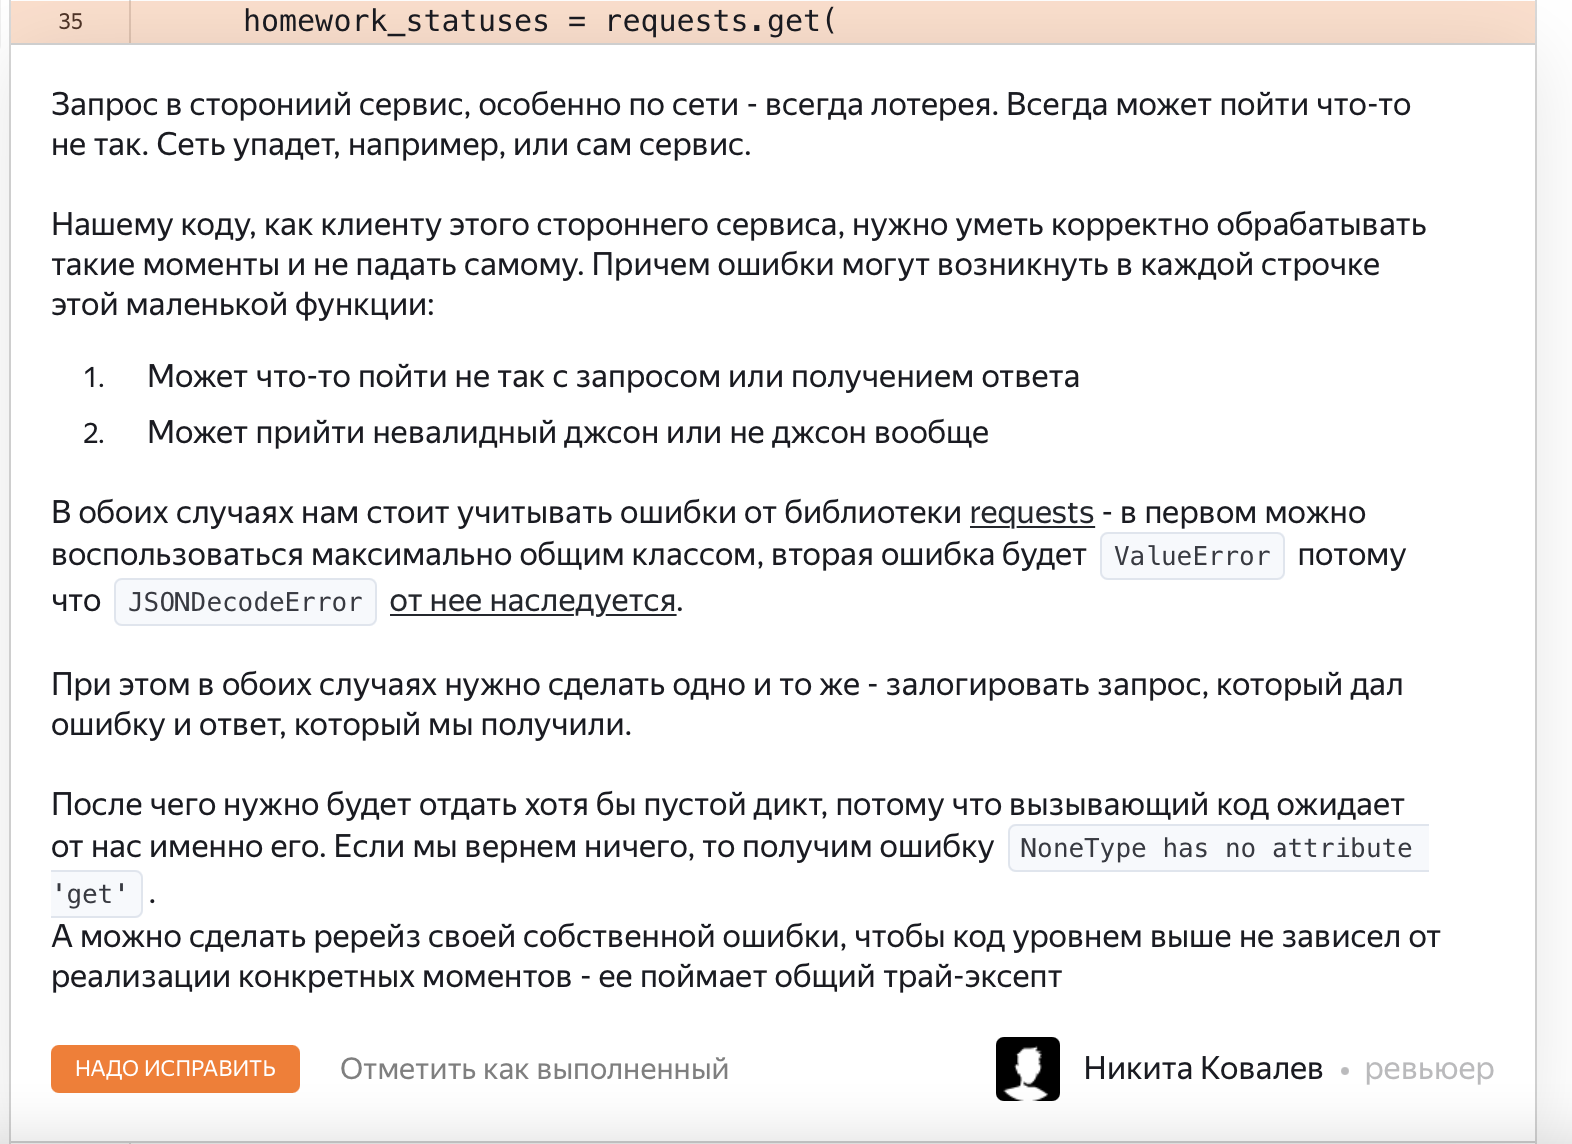 35 homework_statuses = requests.get(
Запрос в сторониий сервис, особенно по сети - всегда лотерея. Всегда может пойти что-то
не так. Сеть упадет, например, или сам сервис.
Нашему коду, как клиенту этого стороннего сервиса, нужно уметь корректно обрабатывать
такие моменты и не падать самому. Причем ошибки могут возникнуть в каждой строчке
этой маленькой функции:
1. Может что-то пойти не так с запросом или получением ответа
2. Может прийти невалидный джсон или не джсон вообще
В обоих случаях нам стоит учитывать ошибки от библиотеки requests - в первом можно
воспользоваться максимально общим классом, вторая ошибка будет ValueError потому
что JSONDecodeError от нее наследуется.
При этом в обоих случаях нужно сделать одно и то же - залогировать запрос, который дал
ошибку и ответ, который мы получили.
После чего нужно будет отдать хотя бы пустой дикт, потому что вызывающий код ожидает
от нас именно его. Если мы вернем ничего, то получим ошибку NoneType has no attribute
'get' .
А можно сделать ререйз своей собственной ошибки, чтобы код уровнем выше не зависел от
реализации конкретных моментов - ее поймает общий трай-эксепт
НАДО ИСПРАВИТЬ Отметить как выполненный Никита Ковалев • ревьюер